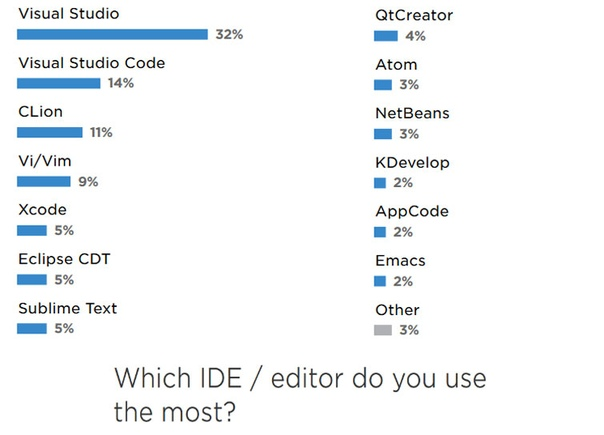 Visual Studio
32%
Visual Studio Code
14%
CLion
11%
Vi/Vim
9%
Xcode
5%
Eclipse CDT
5%
Sublime Text
5%
QtCreator
4%
Atom
3%
NetBeans
3%
KDevelop
2%
AppCode
2%
Emacs
2%
Other
3%
Which IDE / editor do you use
the most?